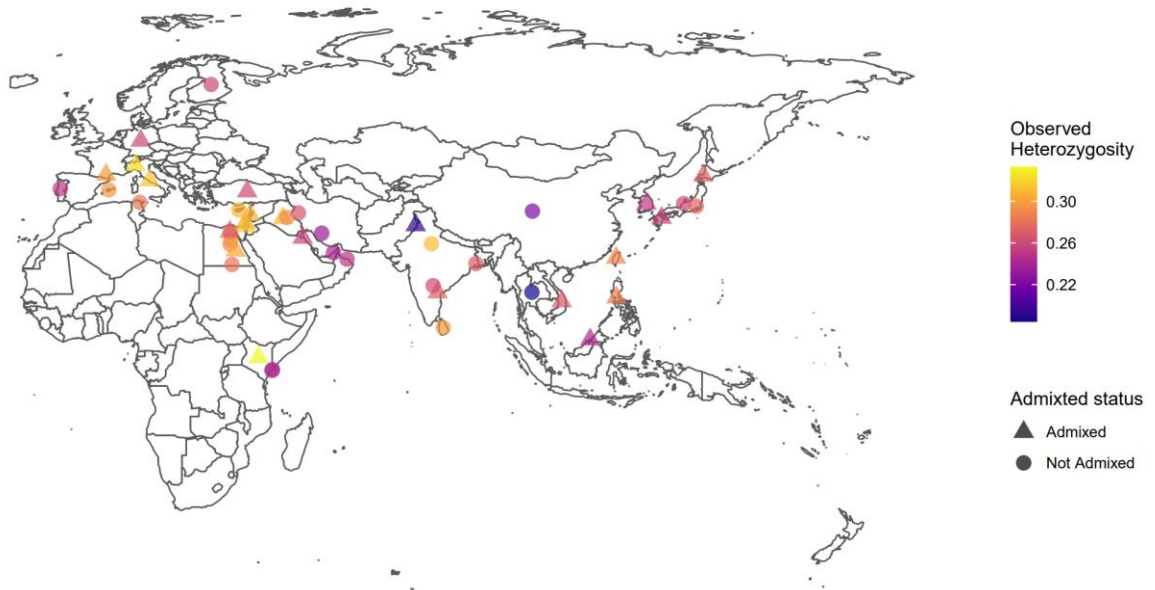 Observed
Heterozygosity
0.30
0.26
0.22
Admixted status
Admixed
Not Admixed